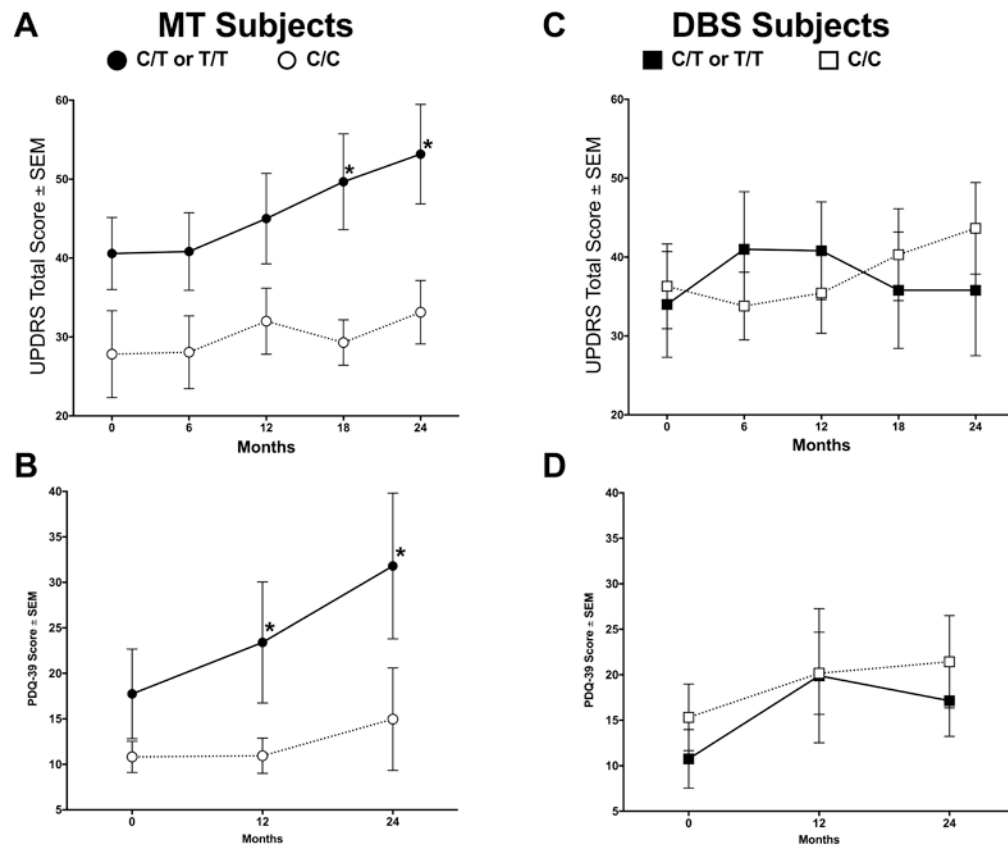 A MT Subjects
C/T or T/T C/C
UPDRS Total Score ± SEM
60
50
40
30
20
*
*
0 6 12 18 24
Months
B
PDQ-39 Score ± SEM
40
35
30
25
20
15
10
5
*
*
0 12 24
Months
C DBS Subjects
C/T or T/T C/C
UPDRS Total Score ± SEM
60
50
40
30
20
0 6 12 18 24
Months
D
PDQ-39 Score ± SEM
40
35
30
25
20
15
10
5
0 12 24
Months